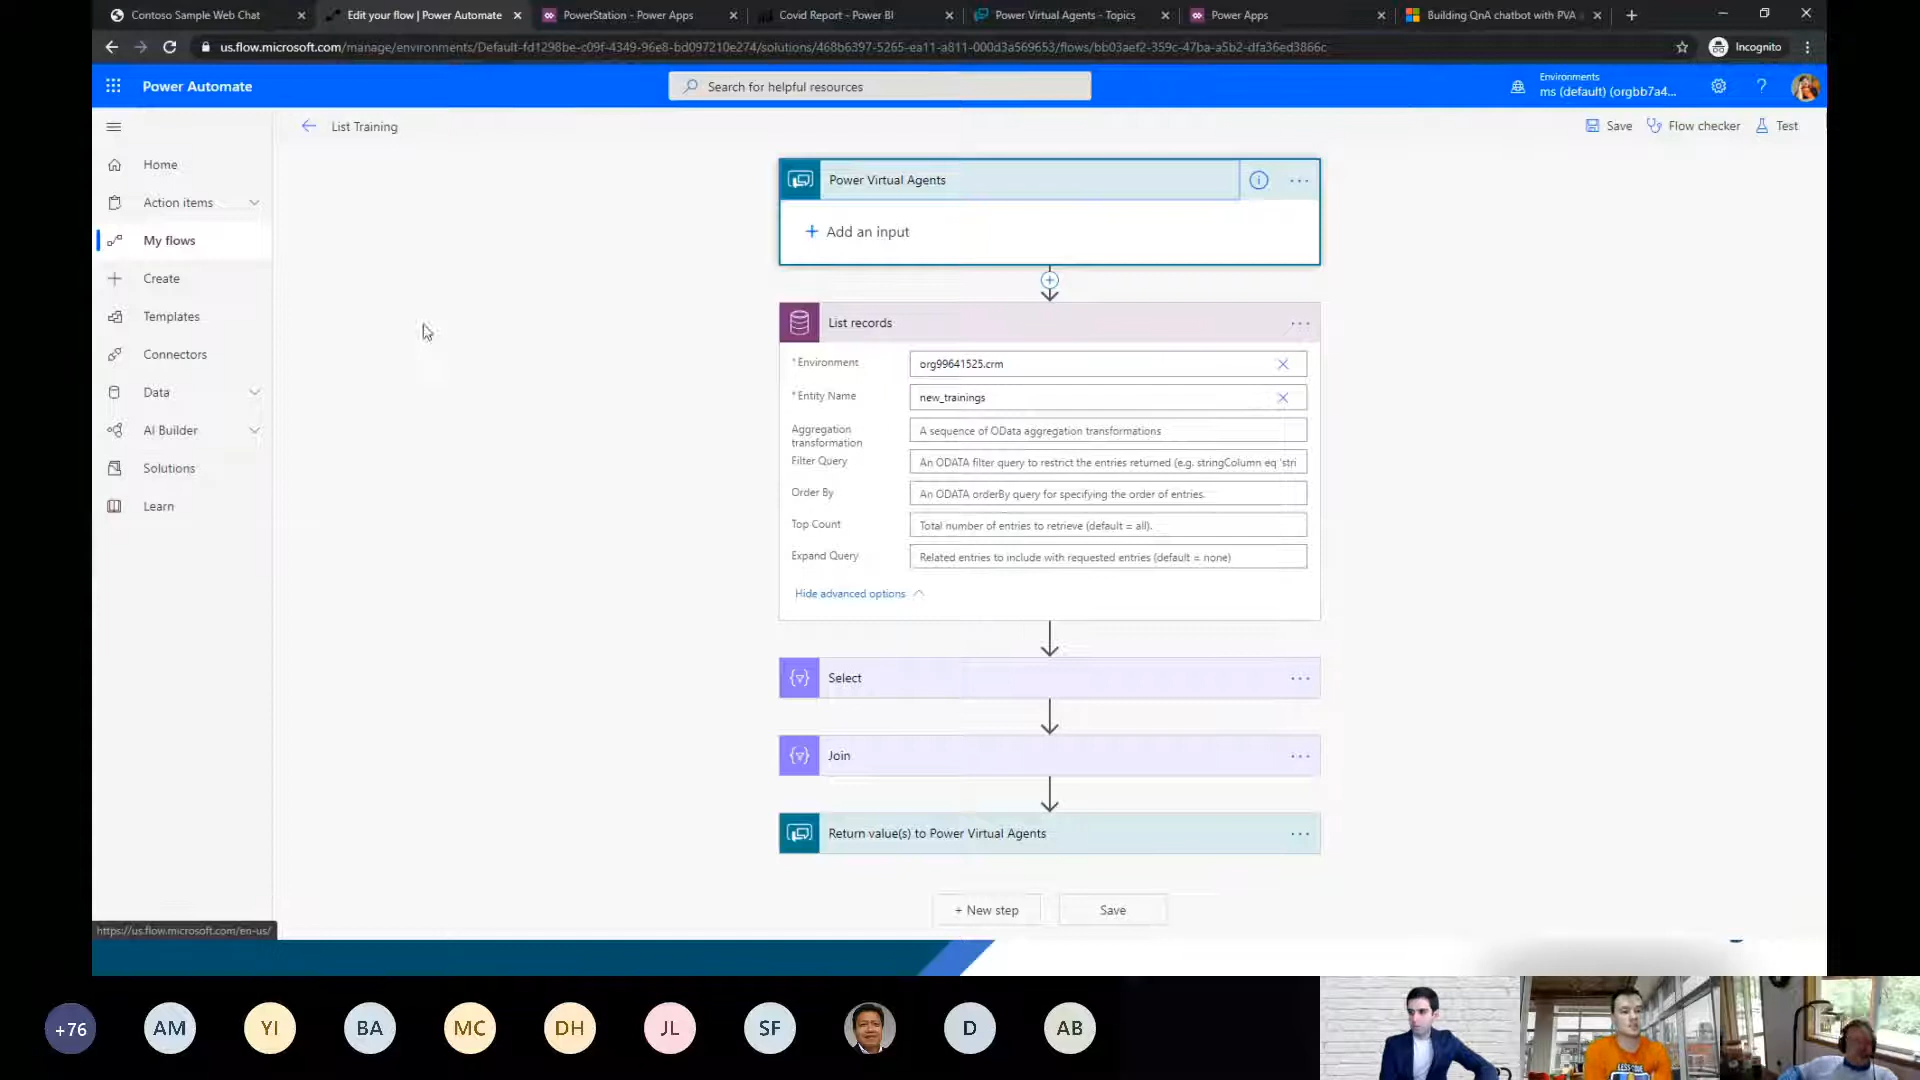 Contoso Sample Web Chat
Edit your flow | Power Automate
PowerStation - Power Apps
Covid Report - Power BI
Power Virtual Agents - Topics
Power Apps
Building QnA chatbot with PVA
us.flow.microsoft.com/manage/environments/Default-fd1298be-c09f-4349-96e8-bd097210e274/solutions/468b6397-5265-ea11-a811-000d3a569653/flows/bb03aef2-359c-47ba-a5b2-dfa36ed3866c
Incognito
Power Automate
Search for helpful resources
Environments
ms (default) (orgbb7a4...
?
List Training
Save
Flow checker
Test
Home
Action items
My flows
Create
Templates
Connectors
Data
AI Builder
Solutions
Learn
Power Virtual Agents
Add an input
List records
* Environment
org99641525.crm
* Entity Name
new_trainings
Aggregation
transformation
A sequence of OData aggregation transformations
Filter Query
An ODATA filter query to restrict the entries returned (e.g. stringColumn eq 'stri
Order By
An ODATA orderBy query for specifying the order of entries.
Top Count
Total number of entries to retrieve (default = all).
Expand Query
Related entries to include with requested entries (default = none)
Hide advanced options
Select
Join
Return value(s) to Power Virtual Agents
+ New step
Save
https://us.flow.microsoft.com/en-us/
+76
AM
YI
BA
MC
DH
JL
SF
D
AB